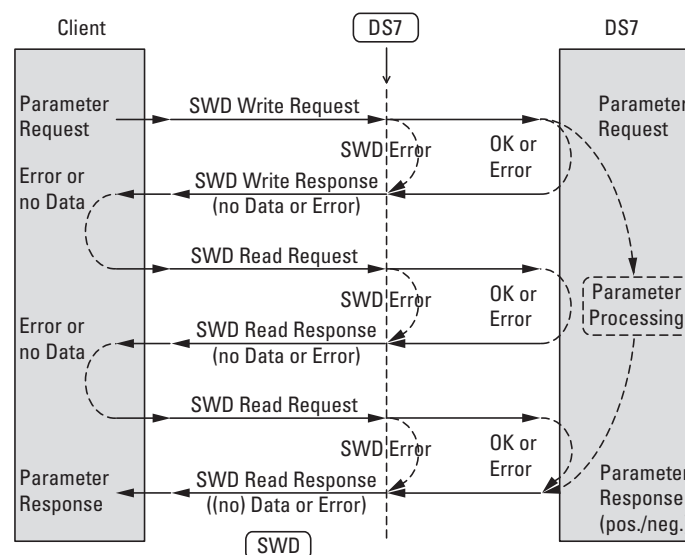 Client
DS7
DS7
Parameter
Request
SWD Write Request
Parameter
Request
SWD Error
OK or
Error
Error or
no Data
SWD Write Response
(no Data or Error)
SWD Read Request
SWD Error
OK or
Error
Parameter
Processing
Error or
no Data
SWD Read Response
(no Data or Error)
SWD Read Request
SWD Error
OK or
Error
Parameter
Response
SWD Read Response
((no) Data or Error)
Parameter
Response
(pos./neg.
SWD